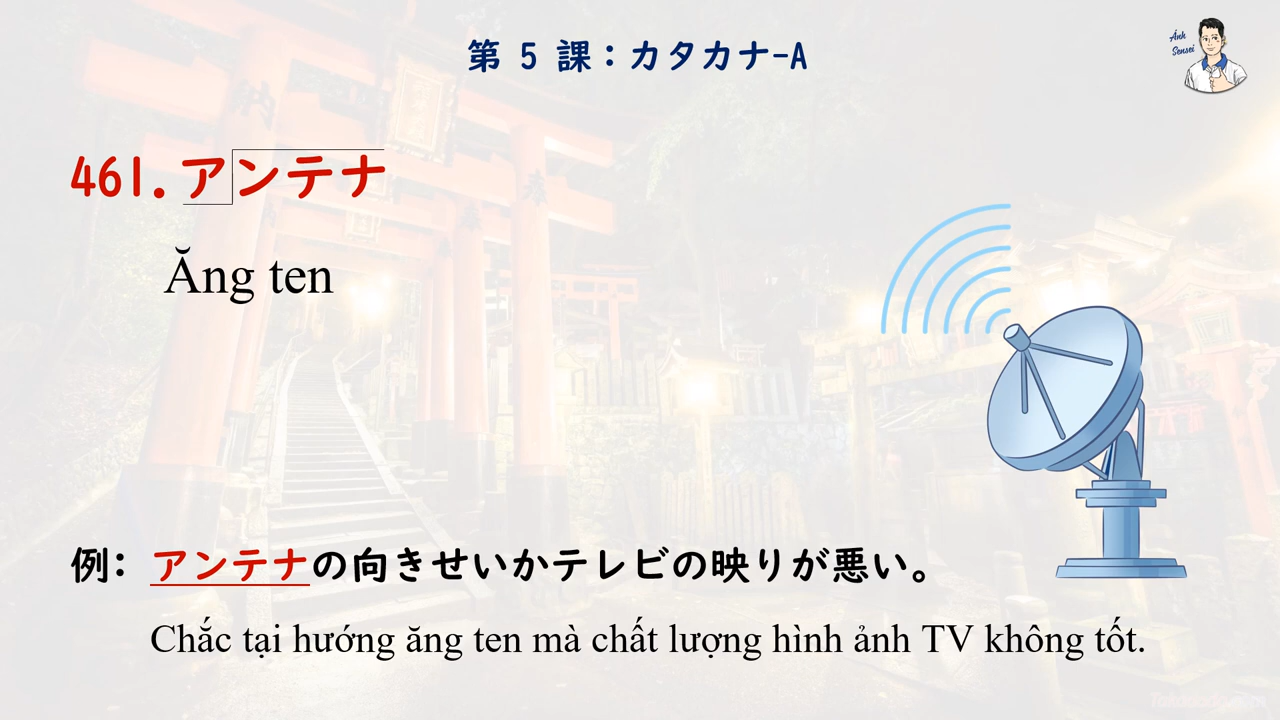 第 5 課：カタカナ-A
Ánh
Sensei
461. アンテナ
Ăng ten
例: アンテナの向きせいかテレビの映りが悪い。
Chắc tại hướng ăng ten mà chất lượng hình ảnh TV không tốt.